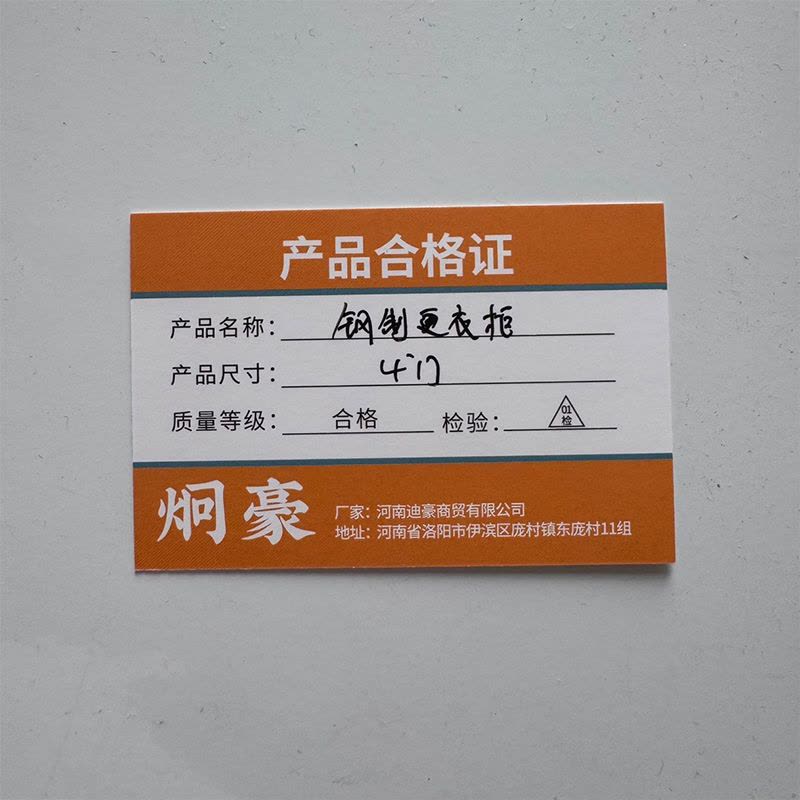 产品合格证
产品名称：钢制更衣柜
产品尺寸：4门
质量等级：合格 检验：01检
炯豪
厂家：河南迪豪商贸有限公司
地址：河南省洛阳市伊滨区庞村镇东庞村11组